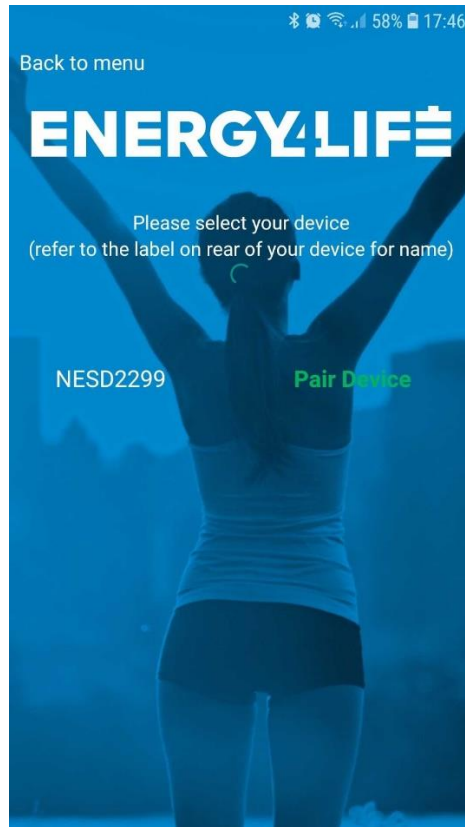 58% 17:46
Back to menu
ENERGY4LIFE
Please select your device
(refer to the label on rear of your device for name)
NESD2299 Pair Device